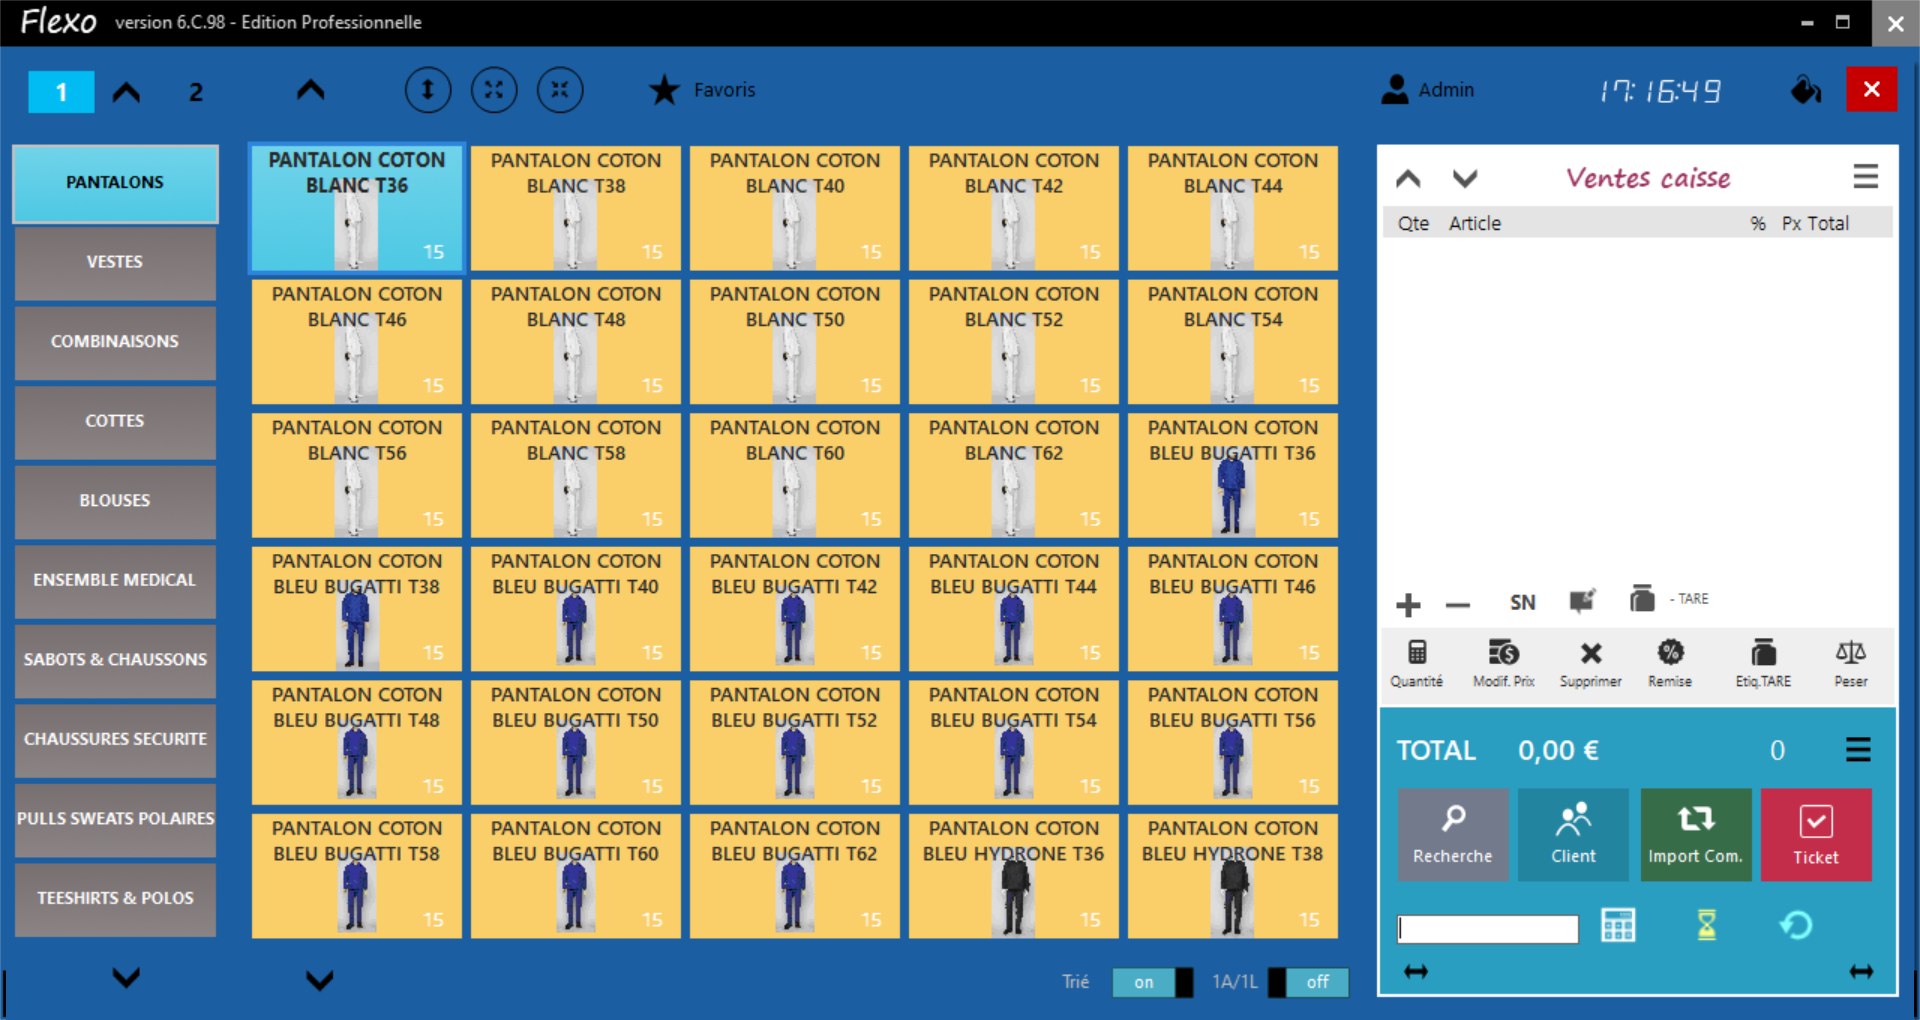 Flexo version 6.C.98 - Edition Professionnelle
1 2 Favoris Admin 17:16:49
PANTALONS
VESTES
COMBINAISONS
COTTES
BLOUSES
ENSEMBLE MEDICAL
SABOTS & CHAUSSONS
CHAUSSURES SECURITE
PULLS SWEATS POLAIRES
TEESHIRTS & POLOS
PANTALON COTON
BLANC T36
15
PANTALON COTON
BLANC T38
15
PANTALON COTON
BLANC T40
15
PANTALON COTON
BLANC T42
15
PANTALON COTON
BLANC T44
15
PANTALON COTON
BLANC T46
15
PANTALON COTON
BLANC T48
15
PANTALON COTON
BLANC T50
15
PANTALON COTON
BLANC T52
15
PANTALON COTON
BLANC T54
15
PANTALON COTON
BLANC T56
15
PANTALON COTON
BLANC T58
15
PANTALON COTON
BLANC T60
15
PANTALON COTON
BLANC T62
15
PANTALON COTON
BLEU BUGATTI T36
15
PANTALON COTON
BLEU BUGATTI T38
15
PANTALON COTON
BLEU BUGATTI T40
15
PANTALON COTON
BLEU BUGATTI T42
15
PANTALON COTON
BLEU BUGATTI T44
15
PANTALON COTON
BLEU BUGATTI T46
15
PANTALON COTON
BLEU BUGATTI T48
15
PANTALON COTON
BLEU BUGATTI T50
15
PANTALON COTON
BLEU BUGATTI T52
15
PANTALON COTON
BLEU BUGATTI T54
15
PANTALON COTON
BLEU BUGATTI T56
15
PANTALON COTON
BLEU BUGATTI T58
15
PANTALON COTON
BLEU BUGATTI T60
15
PANTALON COTON
BLEU BUGATTI T62
15
PANTALON COTON
BLEU HYDRONE T36
15
PANTALON COTON
BLEU HYDRONE T38
15
Trié on 1A/1L off
Ventes caisse
Qte Article % Px Total
SN - TARE
Quantité Modif. Prix Supprimer Remise Etiq.TARE Peser
TOTAL 0,00 € 0
Recherche Client Import Com. Ticket